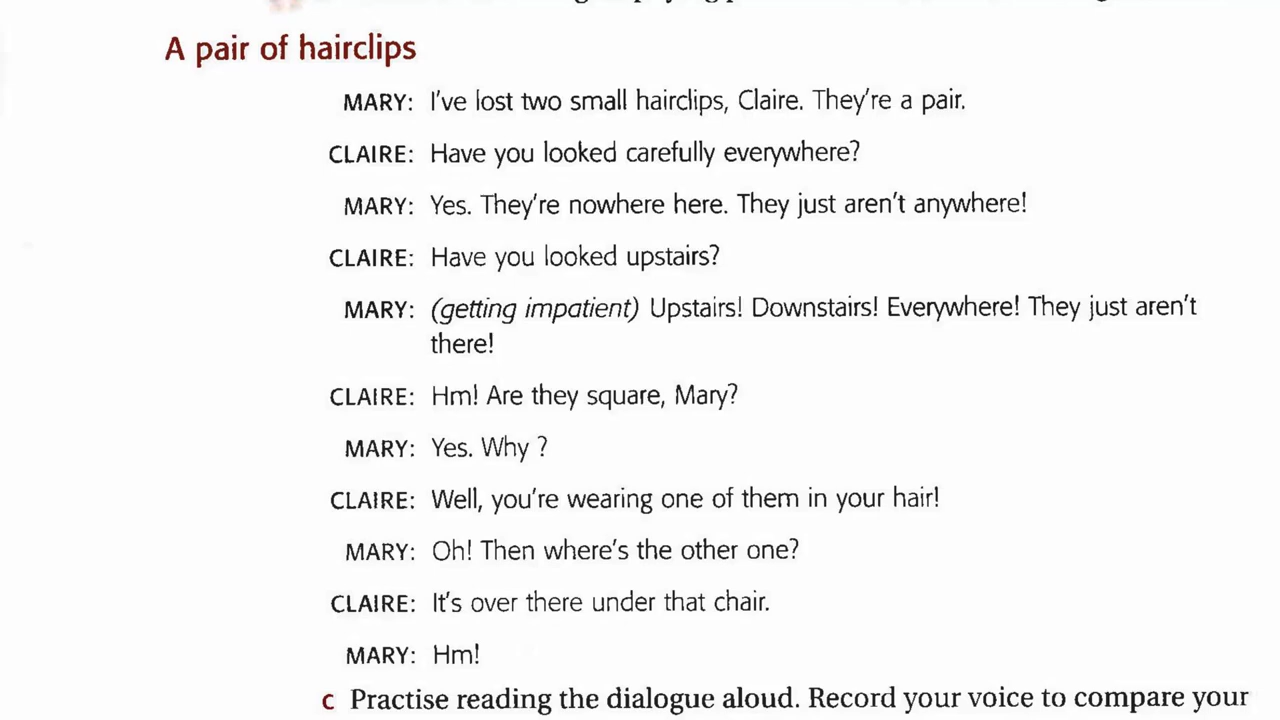 A pair of hairclips
MARY: I've lost two small hairclips, Claire. They're a pair.
CLAIRE: Have you looked carefully everywhere?
MARY: Yes. They're nowhere here. They just aren't anywhere!
CLAIRE: Have you looked upstairs?
MARY: (getting impatient) Upstairs! Downstairs! Everywhere! They just aren't
there!
CLAIRE: Hm! Are they square, Mary?
MARY: Yes. Why ?
CLAIRE: Well, you're wearing one of them in your hair!
MARY: Oh! Then where's the other one?
CLAIRE: It's over there under that chair.
MARY: Hm!
c Practise reading the dialogue aloud. Record your voice to compare your